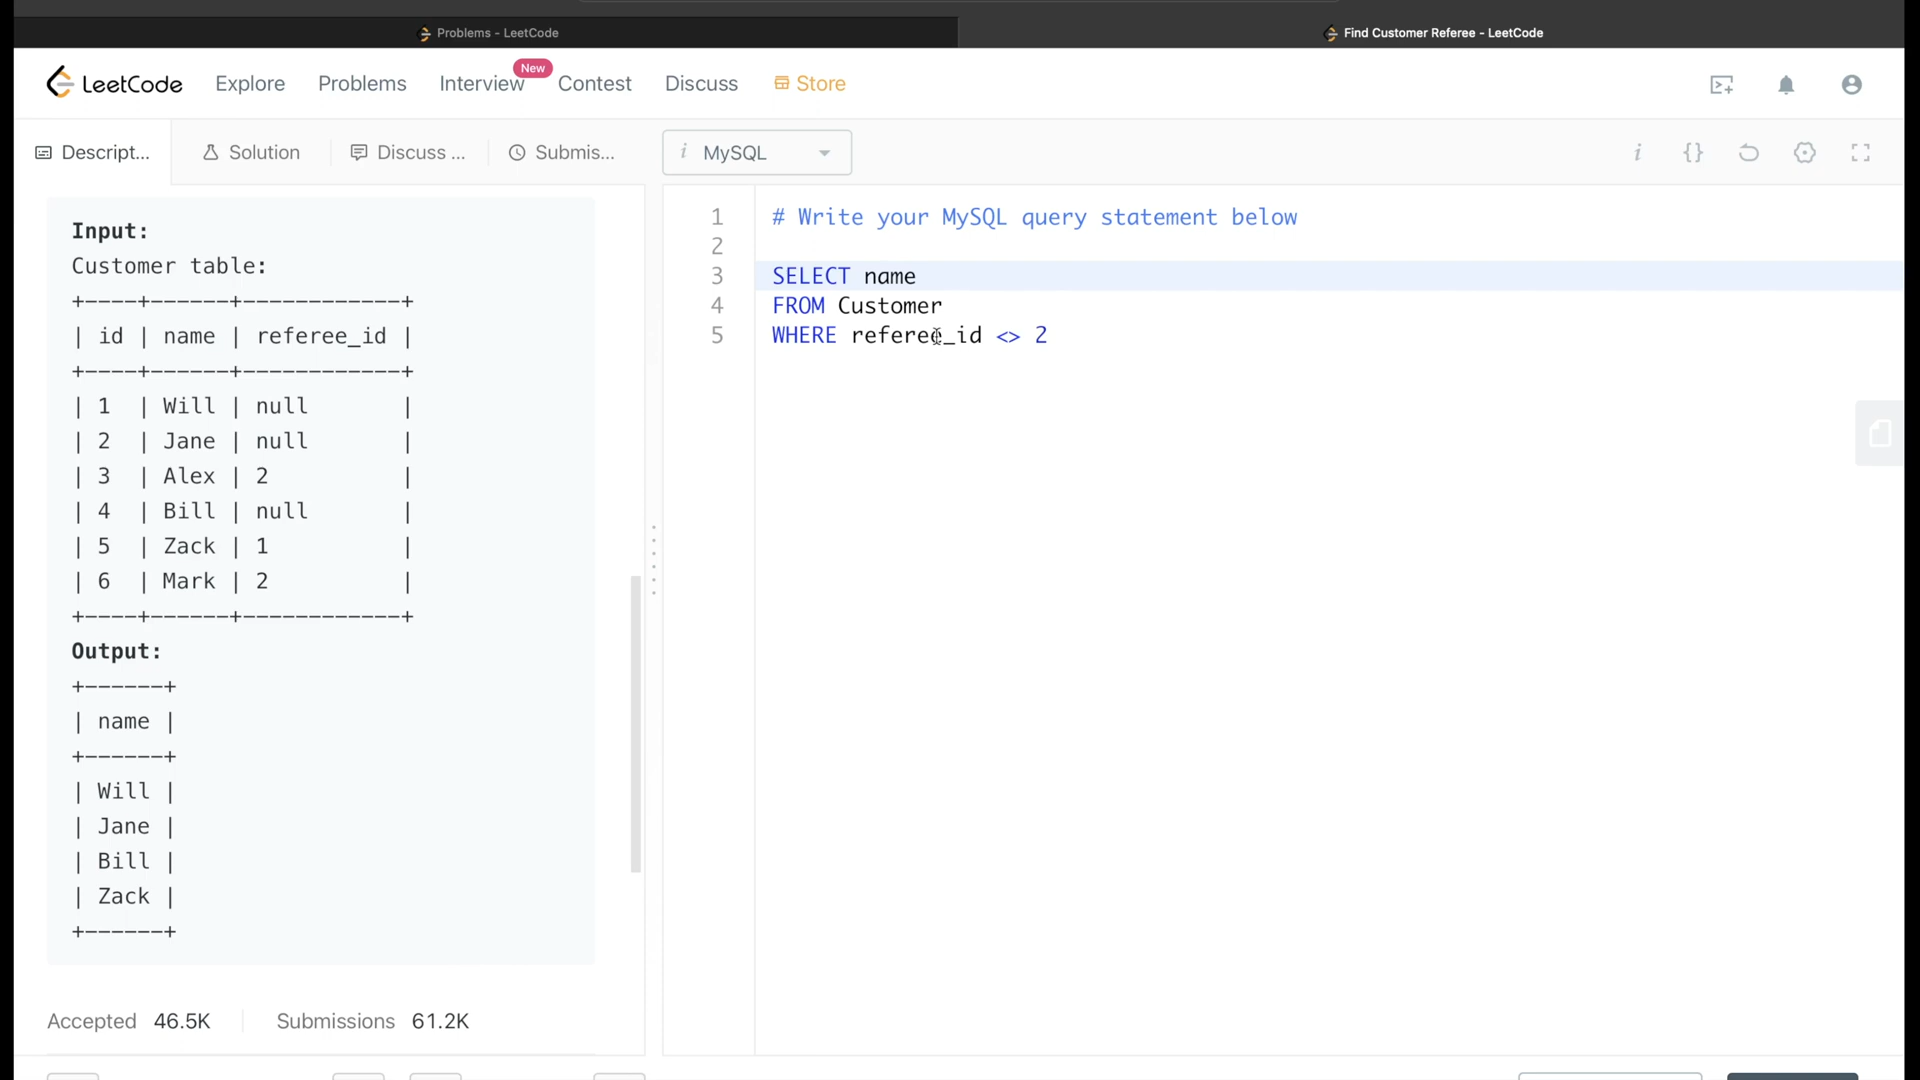 Problems - LeetCode
Find Customer Referee - LeetCode
LeetCode
Explore
Problems
Interview
New
Contest
Discuss
Store
Descript...
Solution
Discuss ...
Submis...
i MySQL
i {}
Input:
Customer table:
+----+------+------------+
| id | name | referee_id |
+----+------+------------+
| 1  | Will | null       |
| 2  | Jane | null       |
| 3  | Alex | 2          |
| 4  | Bill | null       |
| 5  | Zack | 1          |
| 6  | Mark | 2          |
+----+------+------------+
Output:
+------+
| name |
+------+
| Will |
| Jane |
| Bill |
| Zack |
+------+
Accepted 46.5K
Submissions 61.2K
1 # Write your MySQL query statement below
2
3 SELECT name
4 FROM Customer
5 WHERE referee_id <> 2